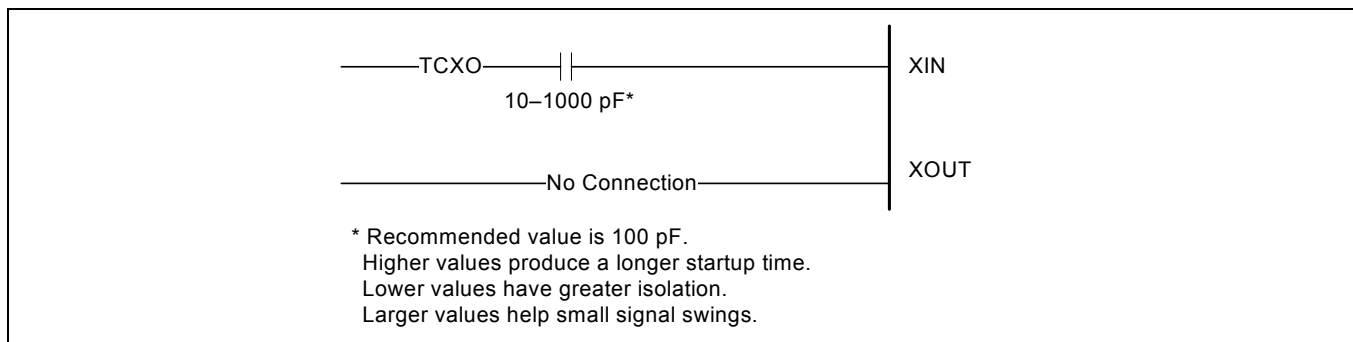 TCXO XIN
10–1000 pF*
No Connection XOUT
* Recommended value is 100 pF.
Higher values produce a longer startup time.
Lower values have greater isolation.
Larger values help small signal swings.